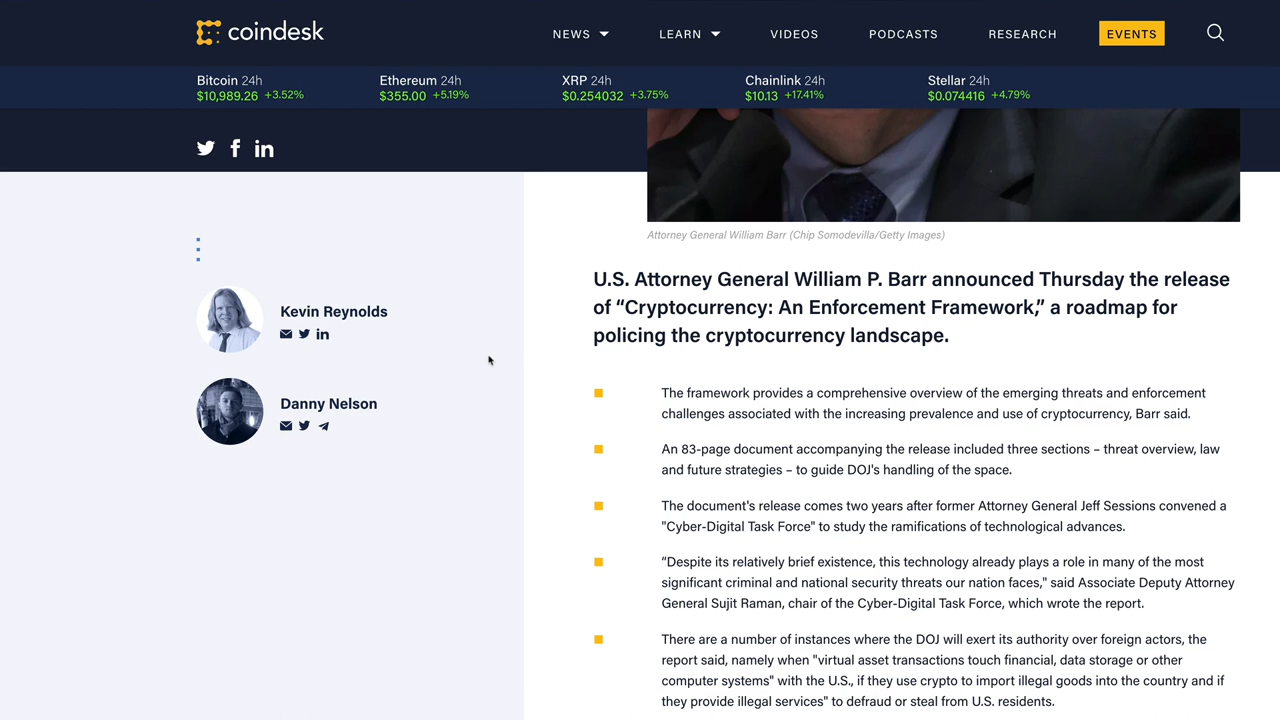 coindesk
NEWS LEARN VIDEOS PODCASTS RESEARCH EVENTS
Bitcoin 24h Ethereum 24h XRP 24h Chainlink 24h Stellar 24h
$10,989.26 +3.52% $355.00 +5.19% $0.254032 +3.75% $10.13 +17.41% $0.074416 +4.79%
Attorney General William Barr (Chip Somodevilla/Getty Images)
Kevin Reynolds
Danny Nelson
U.S. Attorney General William P. Barr announced Thursday the release
of “Cryptocurrency: An Enforcement Framework,” a roadmap for
policing the cryptocurrency landscape.
The framework provides a comprehensive overview of the emerging threats and enforcement
challenges associated with the increasing prevalence and use of cryptocurrency, Barr said.
An 83-page document accompanying the release included three sections – threat overview, law
and future strategies – to guide DOJ's handling of the space.
The document's release comes two years after former Attorney General Jeff Sessions convened a
"Cyber-Digital Task Force" to study the ramifications of technological advances.
“Despite its relatively brief existence, this technology already plays a role in many of the most
significant criminal and national security threats our nation faces," said Associate Deputy Attorney
General Sujit Raman, chair of the Cyber-Digital Task Force, which wrote the report.
There are a number of instances where the DOJ will exert its authority over foreign actors, the
report said, namely when "virtual asset transactions touch financial, data storage or other
computer systems" with the U.S., if they use crypto to import illegal goods into the country and if
they provide illegal services" to defraud or steal from U.S. residents.